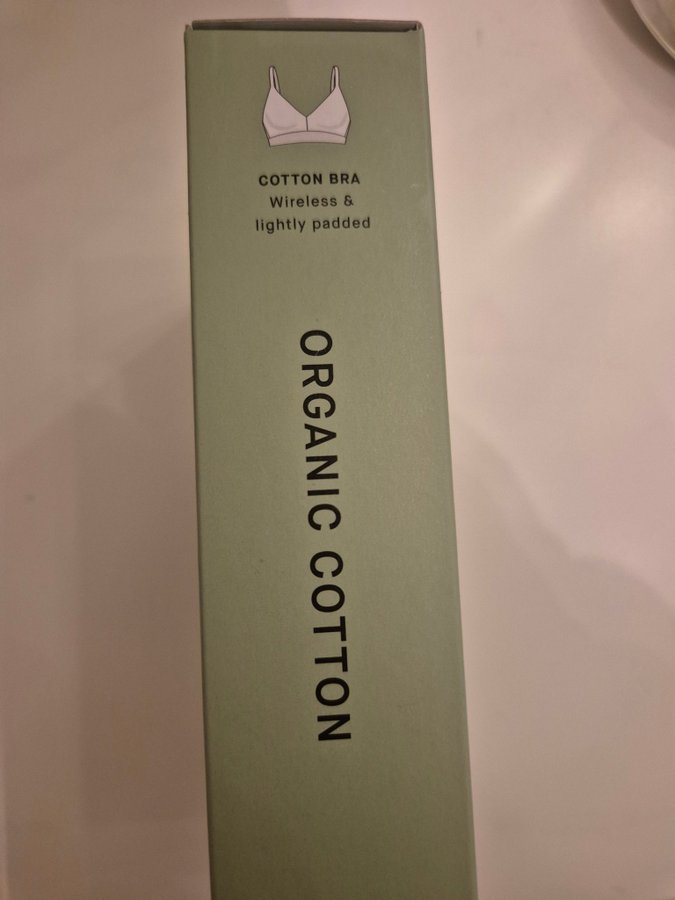 COTTON BRA
Wireless &
lightly padded
ORGANIC COTTON